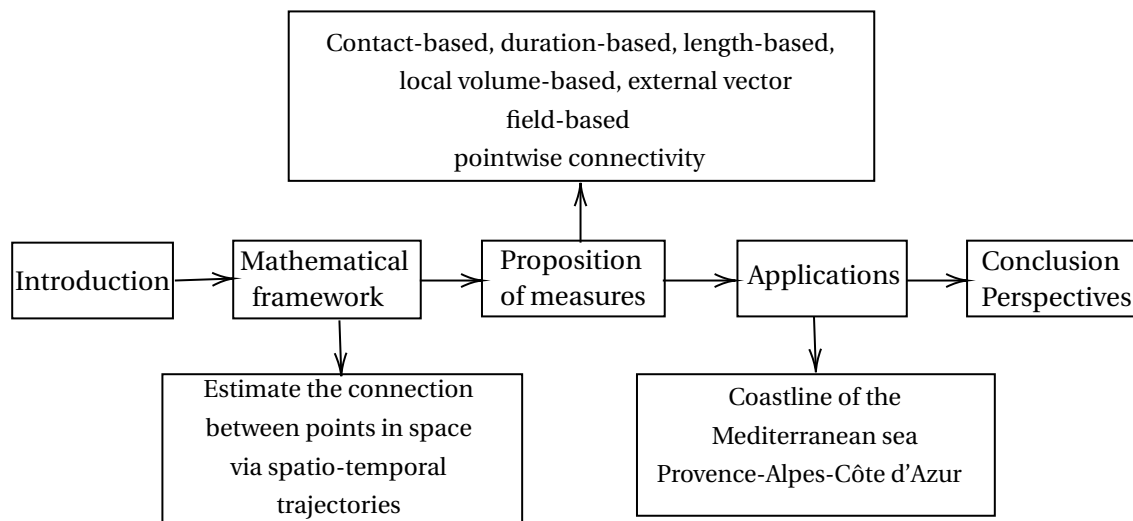 Contact-based, duration-based, length-based,
local volume-based, external vector
field-based
pointwise connectivity
Introduction
Mathematical
framework
Proposition
of measures
Applications
Conclusion
Perspectives
Estimate the connection
between points in space
via spatio-temporal
trajectories
Coastline of the
Mediterranean sea
Provence-Alpes-Côte d'Azur